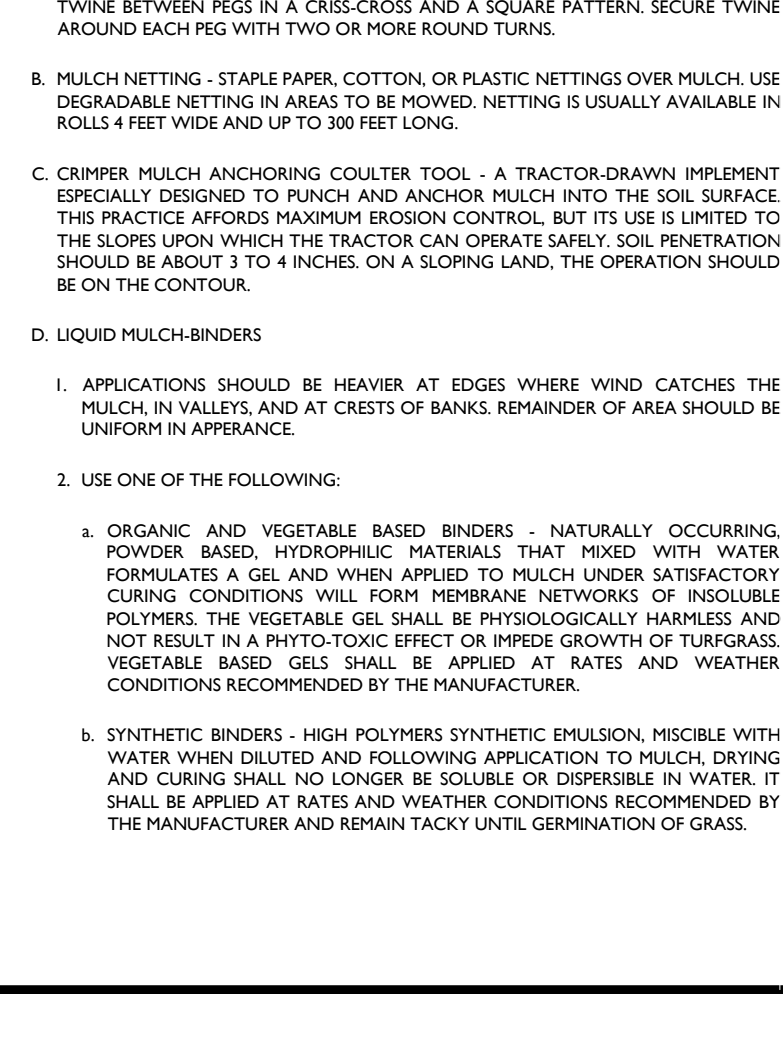 TWINE BETWEEN PEGS IN A CRISS-CROSS AND A SQUARE PATTERN. SECURE TWINE
AROUND EACH PEG WITH TWO OR MORE ROUND TURNS.
B. MULCH NETTING - STAPLE PAPER, COTTON, OR PLASTIC NETTINGS OVER MULCH. USE
DEGRADABLE NETTING IN AREAS TO BE MOWED. NETTING IS USUALLY AVAILABLE IN
ROLLS 4 FEET WIDE AND UP TO 300 FEET LONG.
C. CRIMPER MULCH ANCHORING COULTER TOOL - A TRACTOR-DRAWN IMPLEMENT
ESPECIALLY DESIGNED TO PUNCH AND ANCHOR MULCH INTO THE SOIL SURFACE.
THIS PRACTICE AFFORDS MAXIMUM EROSION CONTROL, BUT ITS USE IS LIMITED TO
THE SLOPES UPON WHICH THE TRACTOR CAN OPERATE SAFELY. SOIL PENETRATION
SHOULD BE ABOUT 3 TO 4 INCHES. ON A SLOPING LAND, THE OPERATION SHOULD
BE ON THE CONTOUR.
D. LIQUID MULCH-BINDERS
1. APPLICATIONS SHOULD BE HEAVIER AT EDGES WHERE WIND CATCHES THE
MULCH, IN VALLEYS, AND AT CRESTS OF BANKS. REMAINDER OF AREA SHOULD BE
UNIFORM IN APPERANCE.
2. USE ONE OF THE FOLLOWING:
a. ORGANIC AND VEGETABLE BASED BINDERS - NATURALLY OCCURRING,
POWDER BASED, HYDROPHILIC MATERIALS THAT MIXED WITH WATER
FORMULATES A GEL AND WHEN APPLIED TO MULCH UNDER SATISFACTORY
CURING CONDITIONS WILL FORM MEMBRANE NETWORKS OF INSOLUBLE
POLYMERS. THE VEGETABLE GEL SHALL BE PHYSIOLOGICALLY HARMLESS AND
NOT RESULT IN A PHYTO-TOXIC EFFECT OR IMPEDE GROWTH OF TURFGRASS.
VEGETABLE BASED GELS SHALL BE APPLIED AT RATES AND WEATHER
CONDITIONS RECOMMENDED BY THE MANUFACTURER.
b. SYNTHETIC BINDERS - HIGH POLYMERS SYNTHETIC EMULSION, MISCIBLE WITH
WATER WHEN DILUTED AND FOLLOWING APPLICATION TO MULCH, DRYING
AND CURING SHALL NO LONGER BE SOLUBLE OR DISPERSIBLE IN WATER. IT
SHALL BE APPLIED AT RATES AND WEATHER CONDITIONS RECOMMENDED BY
THE MANUFACTURER AND REMAIN TACKY UNTIL GERMINATION OF GRASS.